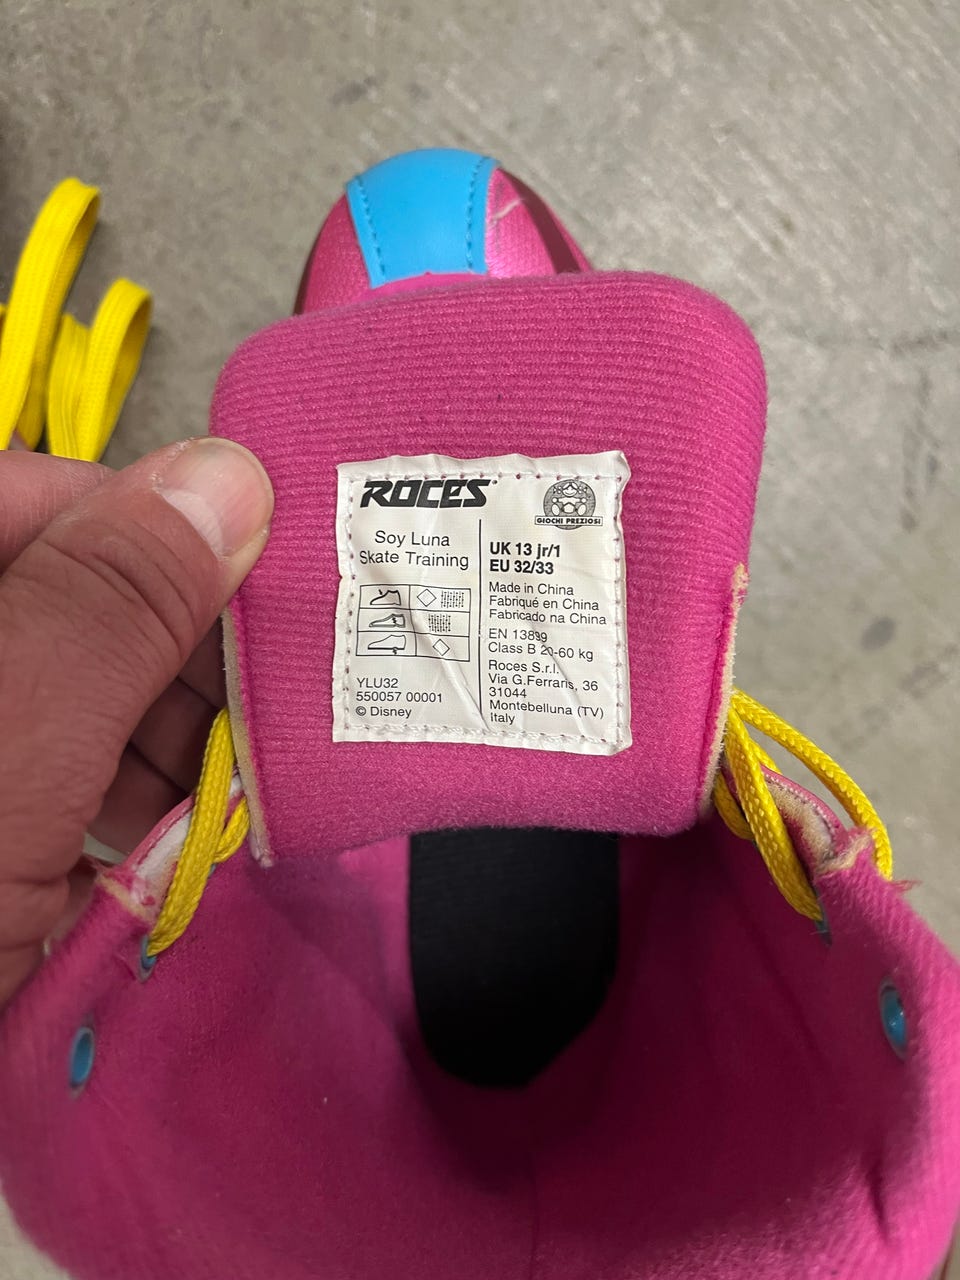 ROCES
GIOCHI PREZIOSI
Soy Luna
Skate Training
YLU32
550057 00001
© Disney
UK 13 jr/1
EU 32/33
Made in China
Fabriqué en China
Fabricado na China
EN 13899
Class B 20-60 kg
Roces S.r.l.
Via G.Ferraris, 36
31044
Montebelluna (TV)
Italy